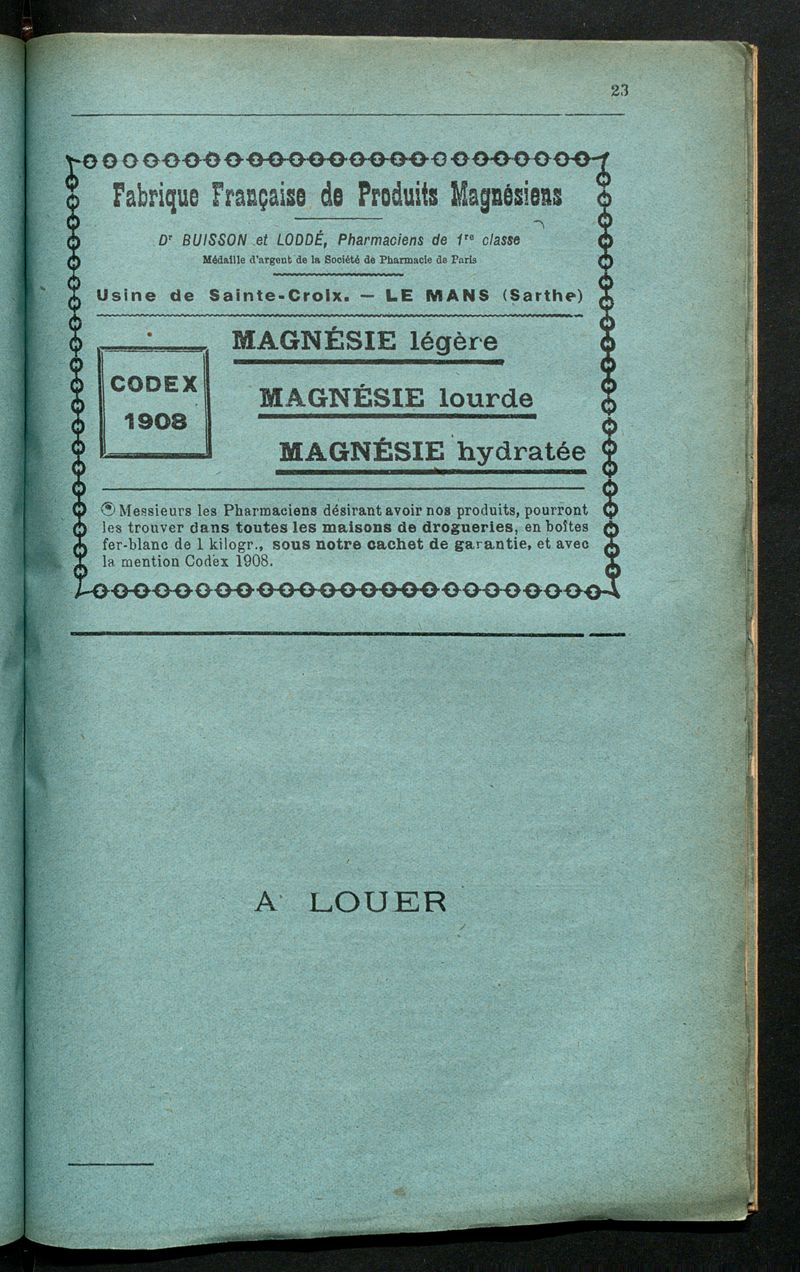 23
Fabrique Française de Produits Magnésiens
Dr BUISSON et LODDÉ, Pharmaciens de 1re classe
Médaille d'argent de la Société de Pharmacie de Paris
Usine de Sainte-Croix. — LE MANS (Sarthe)
CODEX
1908
MAGNÉSIE légère
MAGNÉSIE lourde
MAGNÉSIE hydratée
Messieurs les Pharmaciens désirant avoir nos produits, pourront
les trouver dans toutes les maisons de drogueries, en boîtes
fer-blanc de 1 kilogr., sous notre cachet de garantie, et avec
la mention Codex 1908.
A LOUER